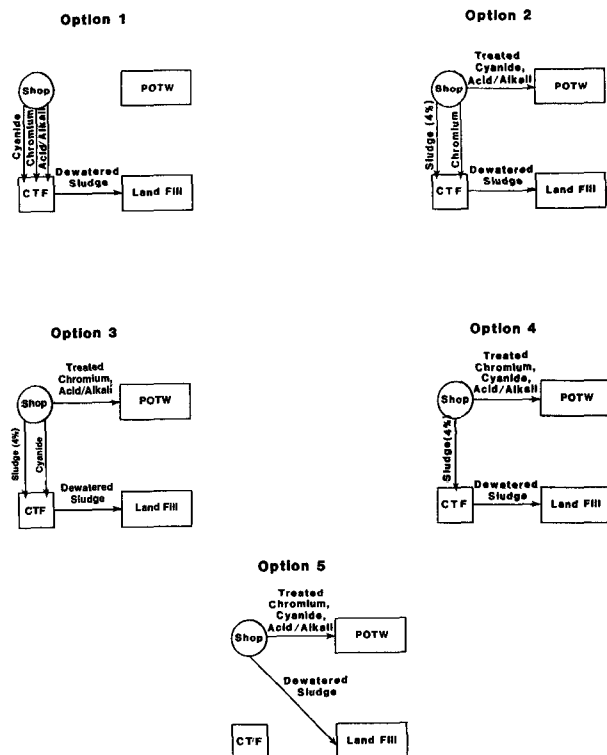 Option 1
Shop
POTW
Cyanide
Chromium
Acid/Alkali
CTF
Dewatered
Sludge
Land Fill
Option 2
Treated
Cyanide,
Acid/Alkali
Shop
POTW
Sludge (4%)
Chromium
CTF
Dewatered
Sludge
Land Fill
Option 3
Treated
Chromium,
Acid/Alkali
Shop
POTW
Sludge (4%)
Cyanide
CTF
Dewatered
Sludge
Land Fill
Option 4
Treated
Chromium,
Cyanide,
Acid/Alkali
Shop
POTW
Sludge(4%)
CTF
Dewatered
Sludge
Land Fill
Option 5
Treated
Chromium,
Cyanide,
Acid/Alkali
Shop
POTW
Dewatered
Sludge
CTF
Land Fill